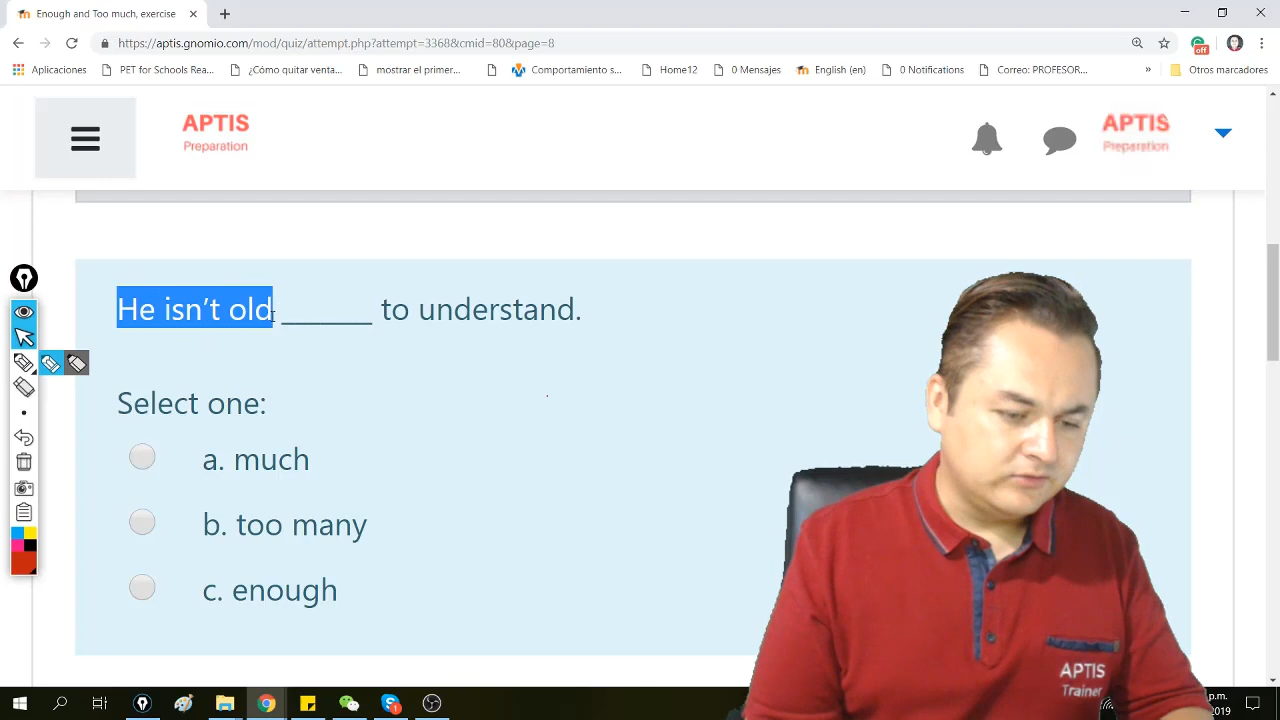 Enough and Too much, exercise
https://aptis.gnomio.com/mod/quiz/attempt.php?attempt=3368&cmid=80&page=8
off
Aplicaciones PET for Schools Rea... ¿Cómo quitar venta... mostrar el primer... Comportamiento s... Home12 0 Mensajes English (en) 0 Notifications Correo: PROFESOR... » Otros marcadores
APTIS
Preparation
APTIS
Preparation
He isn’t old _______ to understand.
Select one:
a. much
b. too many
c. enough
APTIS
Trainer
p.m.
2019